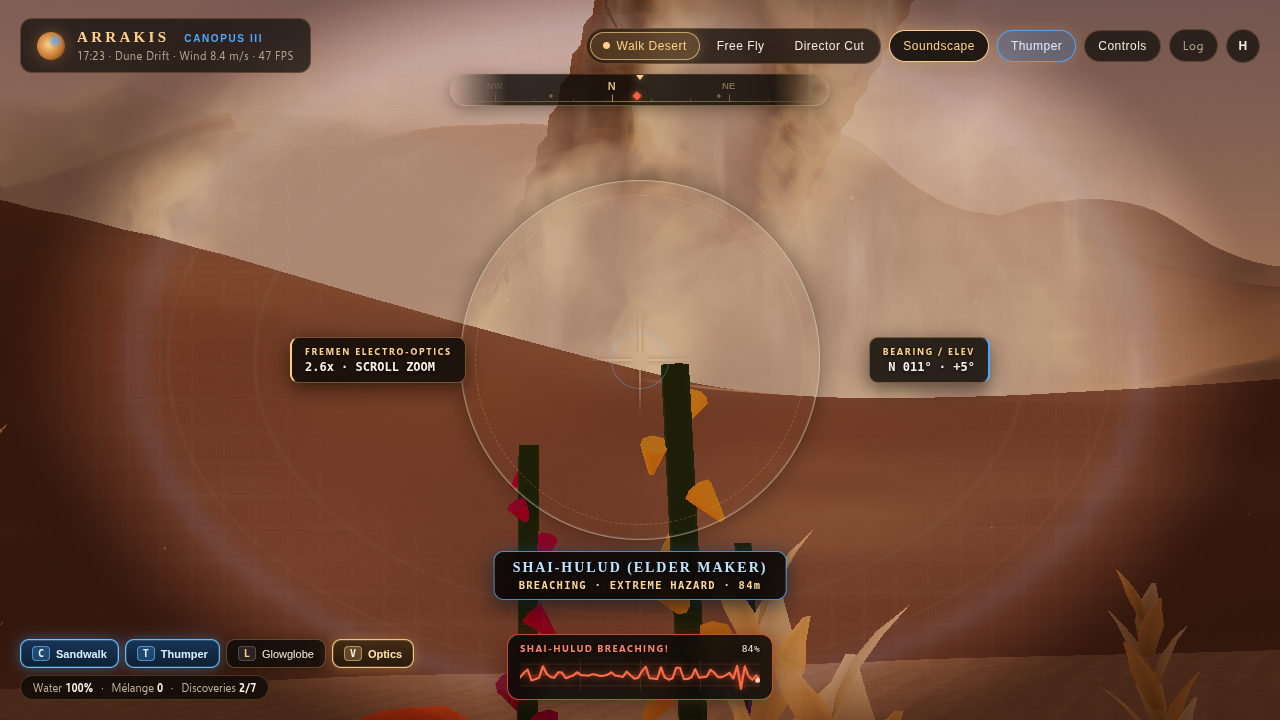 ARRAKIS CANOPUS III
17:23 · Dune Drift · Wind 8.4 m/s · 47 FPS
Walk Desert Free Fly Director Cut Soundscape Thumper Controls Log H
NW N NE
FREMEN ELECTRO-OPTICS
2.6x · SCROLL ZOOM
BEARING / ELEV
N 011° · +5°
SHAI-HULUD (ELDER MAKER)
BREACHING · EXTREME HAZARD · 84m
SHAI-HULUD BREACHING! 84%
C Sandwalk T Thumper L Glowglobe V Optics
Water 100% · Mélange 0 · Discoveries 2/7